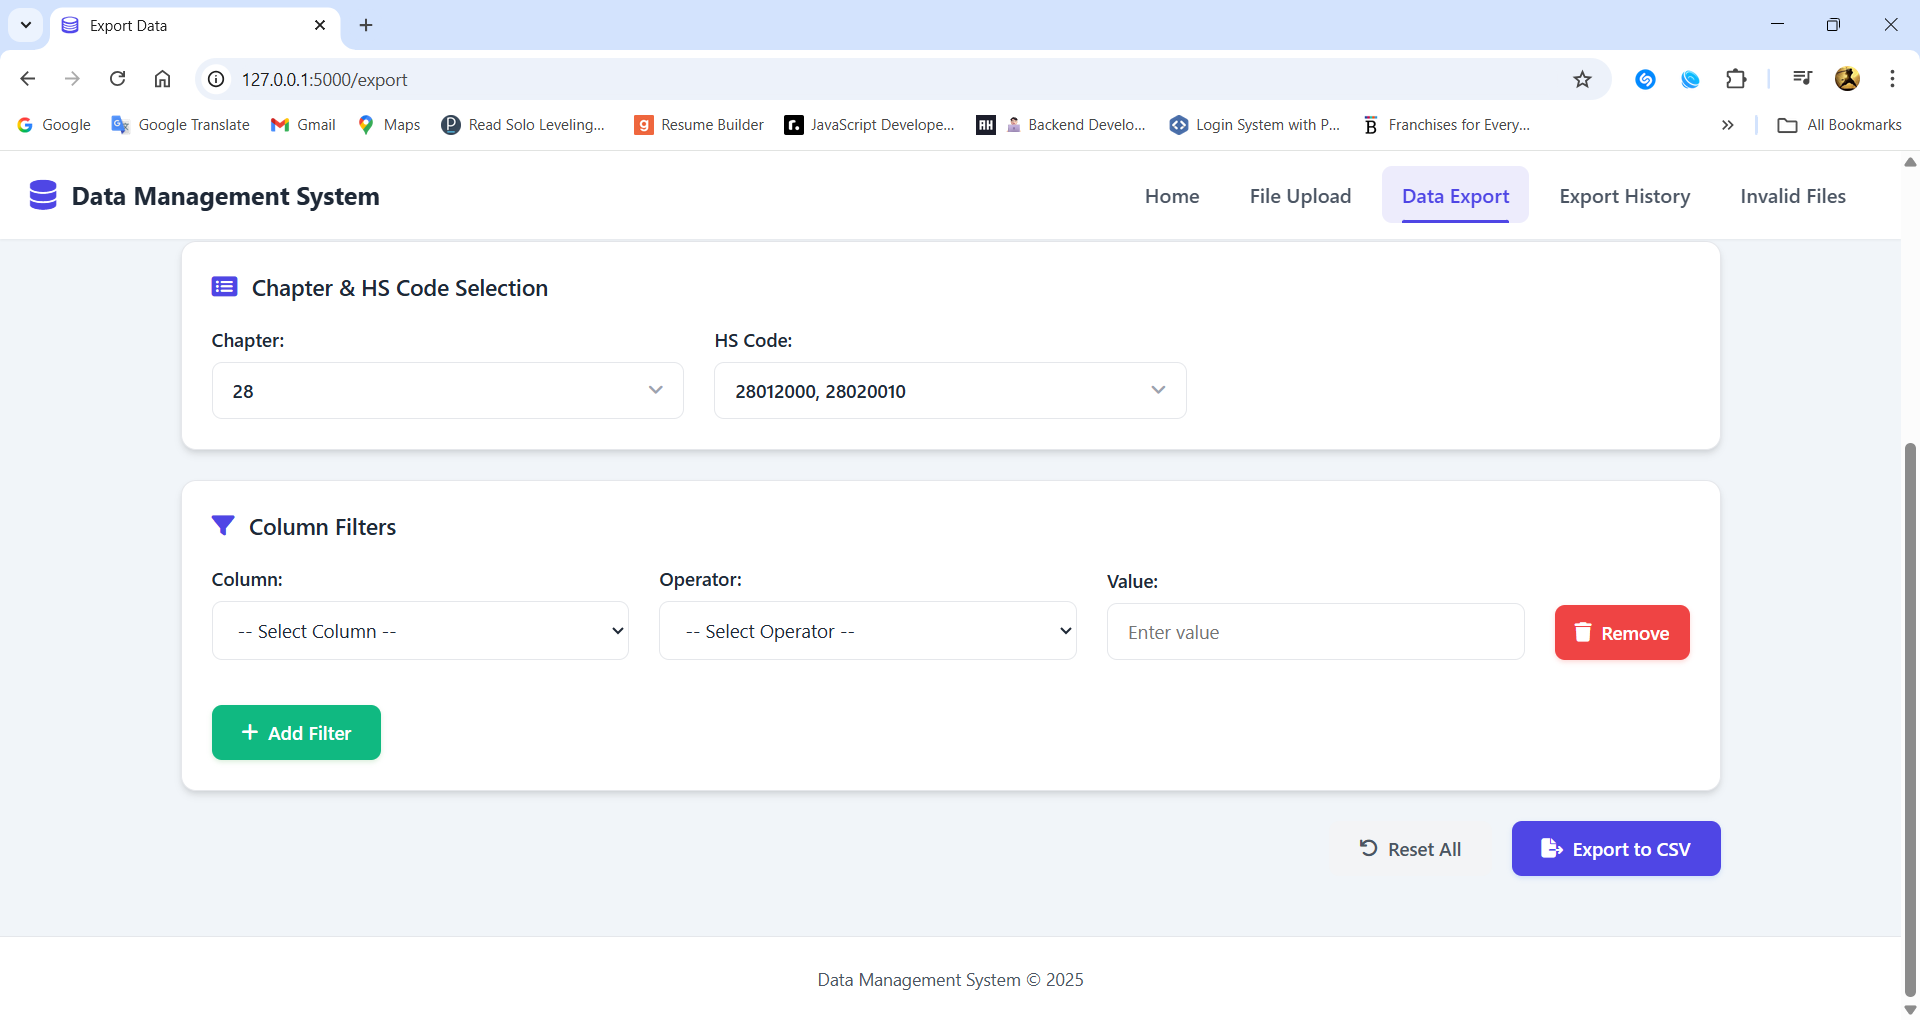 Export Data
127.0.0.1:5000/export
Google
Google Translate
Gmail
Maps
Read Solo Leveling...
Resume Builder
JavaScript Develope...
Backend Develo...
Login System with P...
Franchises for Every...
All Bookmarks
Data Management System
Home
File Upload
Data Export
Export History
Invalid Files
Chapter & HS Code Selection
Chapter:
HS Code:
28
28012000, 28020010
Column Filters
Column:
Operator:
Value:
-- Select Column --
-- Select Operator --
Enter value
Remove
+ Add Filter
Reset All
Export to CSV
Data Management System © 2025